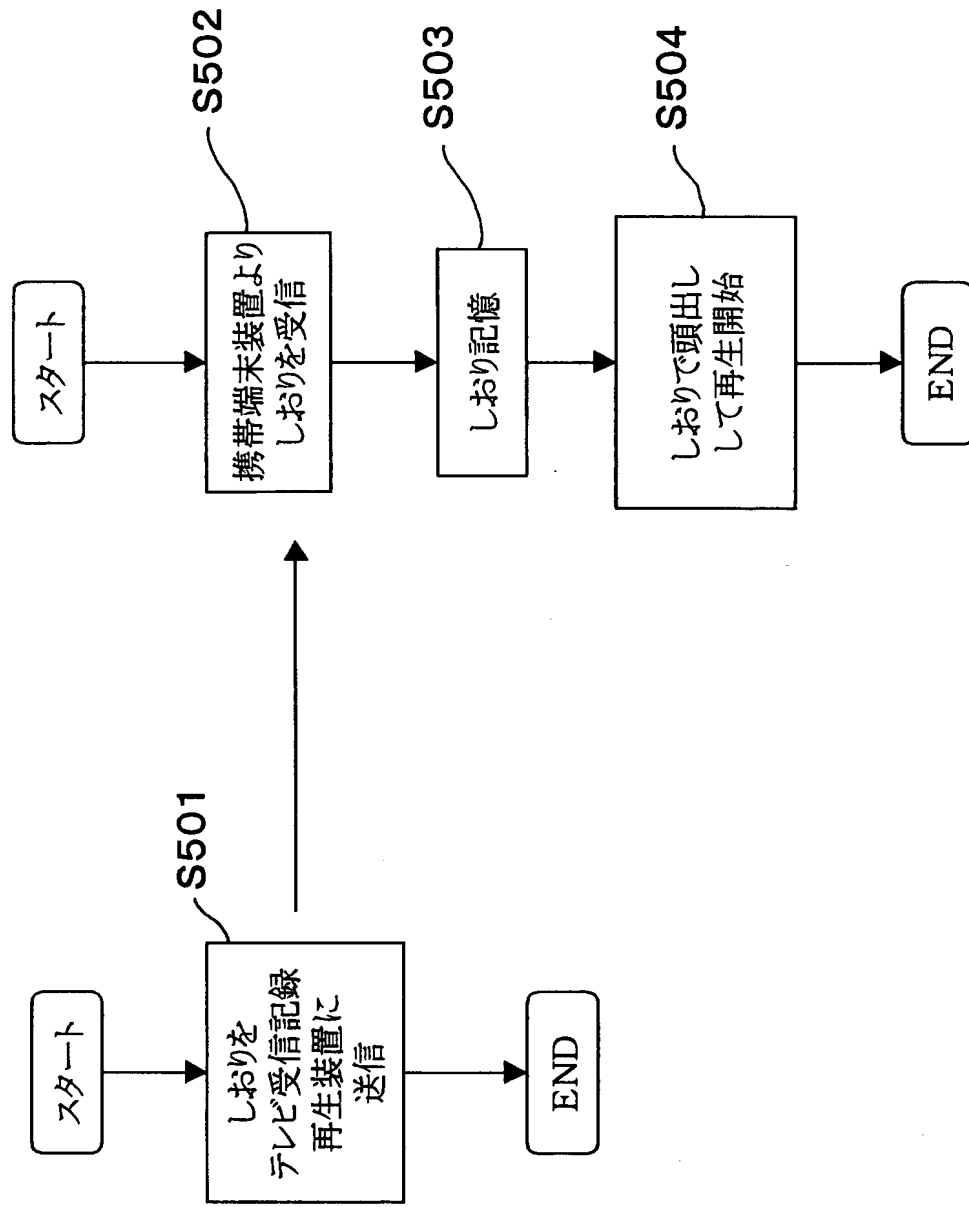 スタート
S501
しおりを
テレビ受信記録
再生装置に
送信
END
スタート
S502
携帯端末装置より
しおりを受信
S503
しおり記憶
S504
しおりで頭出し
して再生開始
END